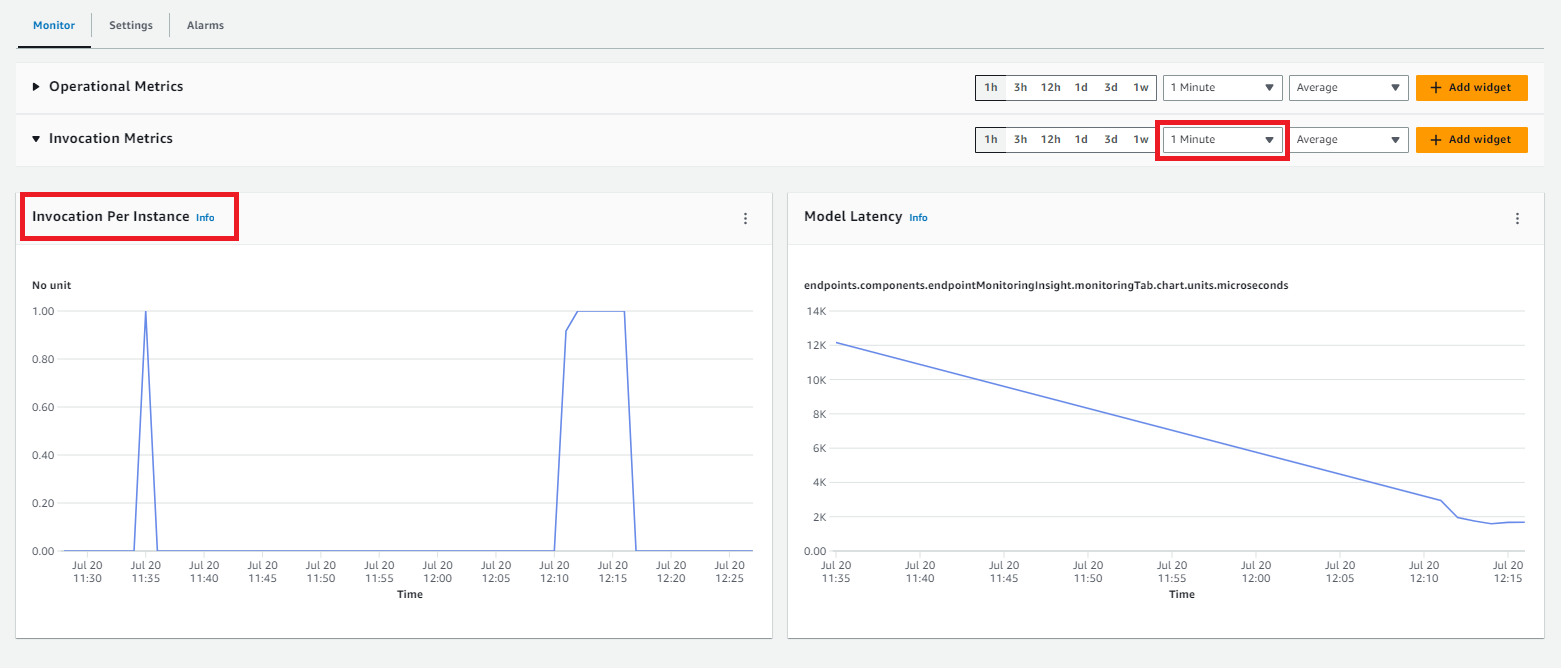 Monitor Settings Alarms
Operational Metrics 1h 3h 12h 1d 3d 1w 1 Minute Average + Add widget
Invocation Metrics 1h 3h 12h 1d 3d 1w 1 Minute Average + Add widget
Invocation Per Instance Info
No unit
1.00
0.80
0.60
0.40
0.20
0.00
Jul 20 Jul 20 Jul 20 Jul 20 Jul 20 Jul 20 Jul 20 Jul 20 Jul 20 Jul 20 Jul 20 Jul 20
11:30 11:35 11:40 11:45 11:50 11:55 12:00 12:05 12:10 12:15 12:20 12:25
Time
Model Latency Info
endpoints.components.endpointMonitoringInsight.monitoringTab.chart.units.microseconds
14K
12K
10K
8K
6K
4K
2K
0.00
Jul 20 Jul 20 Jul 20 Jul 20 Jul 20 Jul 20 Jul 20 Jul 20 Jul 20
11:35 11:40 11:45 11:50 11:55 12:00 12:05 12:10 12:15
Time